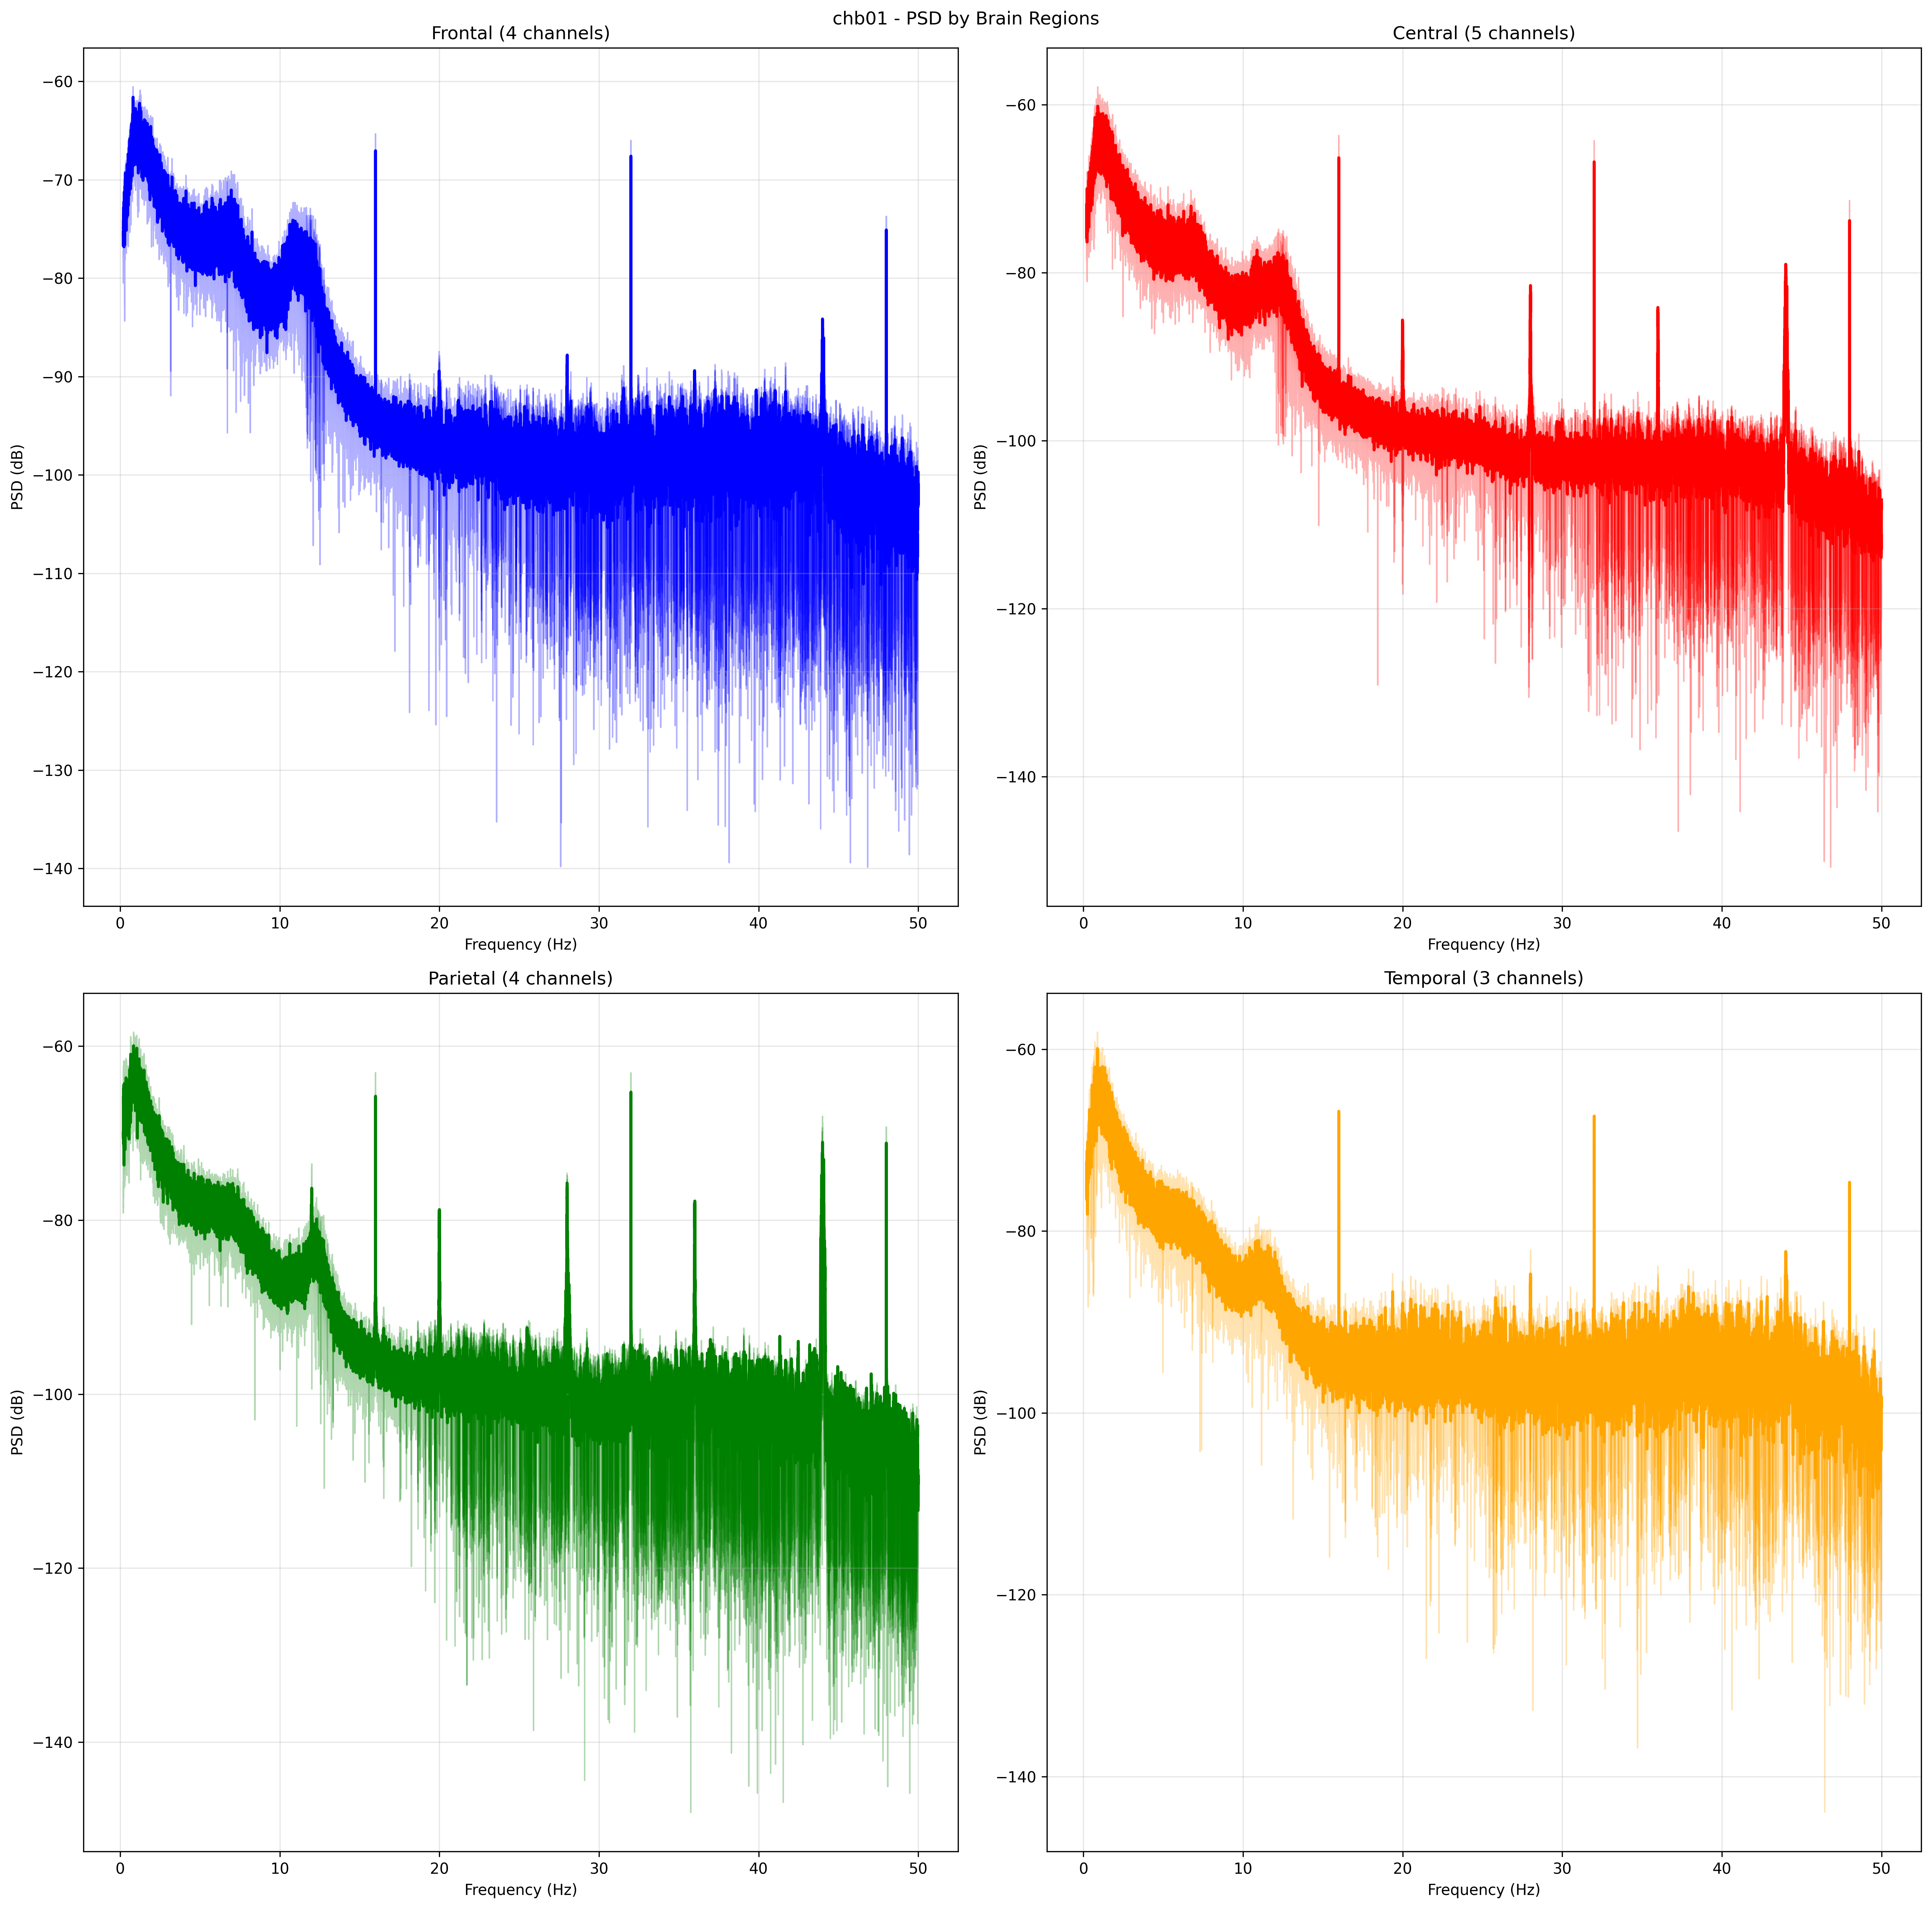 chb01 - PSD by Brain Regions
Frontal (4 channels)
−60
−70
−80
−90
−100
−110
−120
−130
−140
PSD (dB)
0 10 20 30 40 50
Frequency (Hz)
Central (5 channels)
−60
−80
−100
−120
−140
PSD (dB)
0 10 20 30 40 50
Frequency (Hz)
Parietal (4 channels)
−60
−80
−100
−120
−140
PSD (dB)
0 10 20 30 40 50
Frequency (Hz)
Temporal (3 channels)
−60
−80
−100
−120
−140
PSD (dB)
0 10 20 30 40 50
Frequency (Hz)